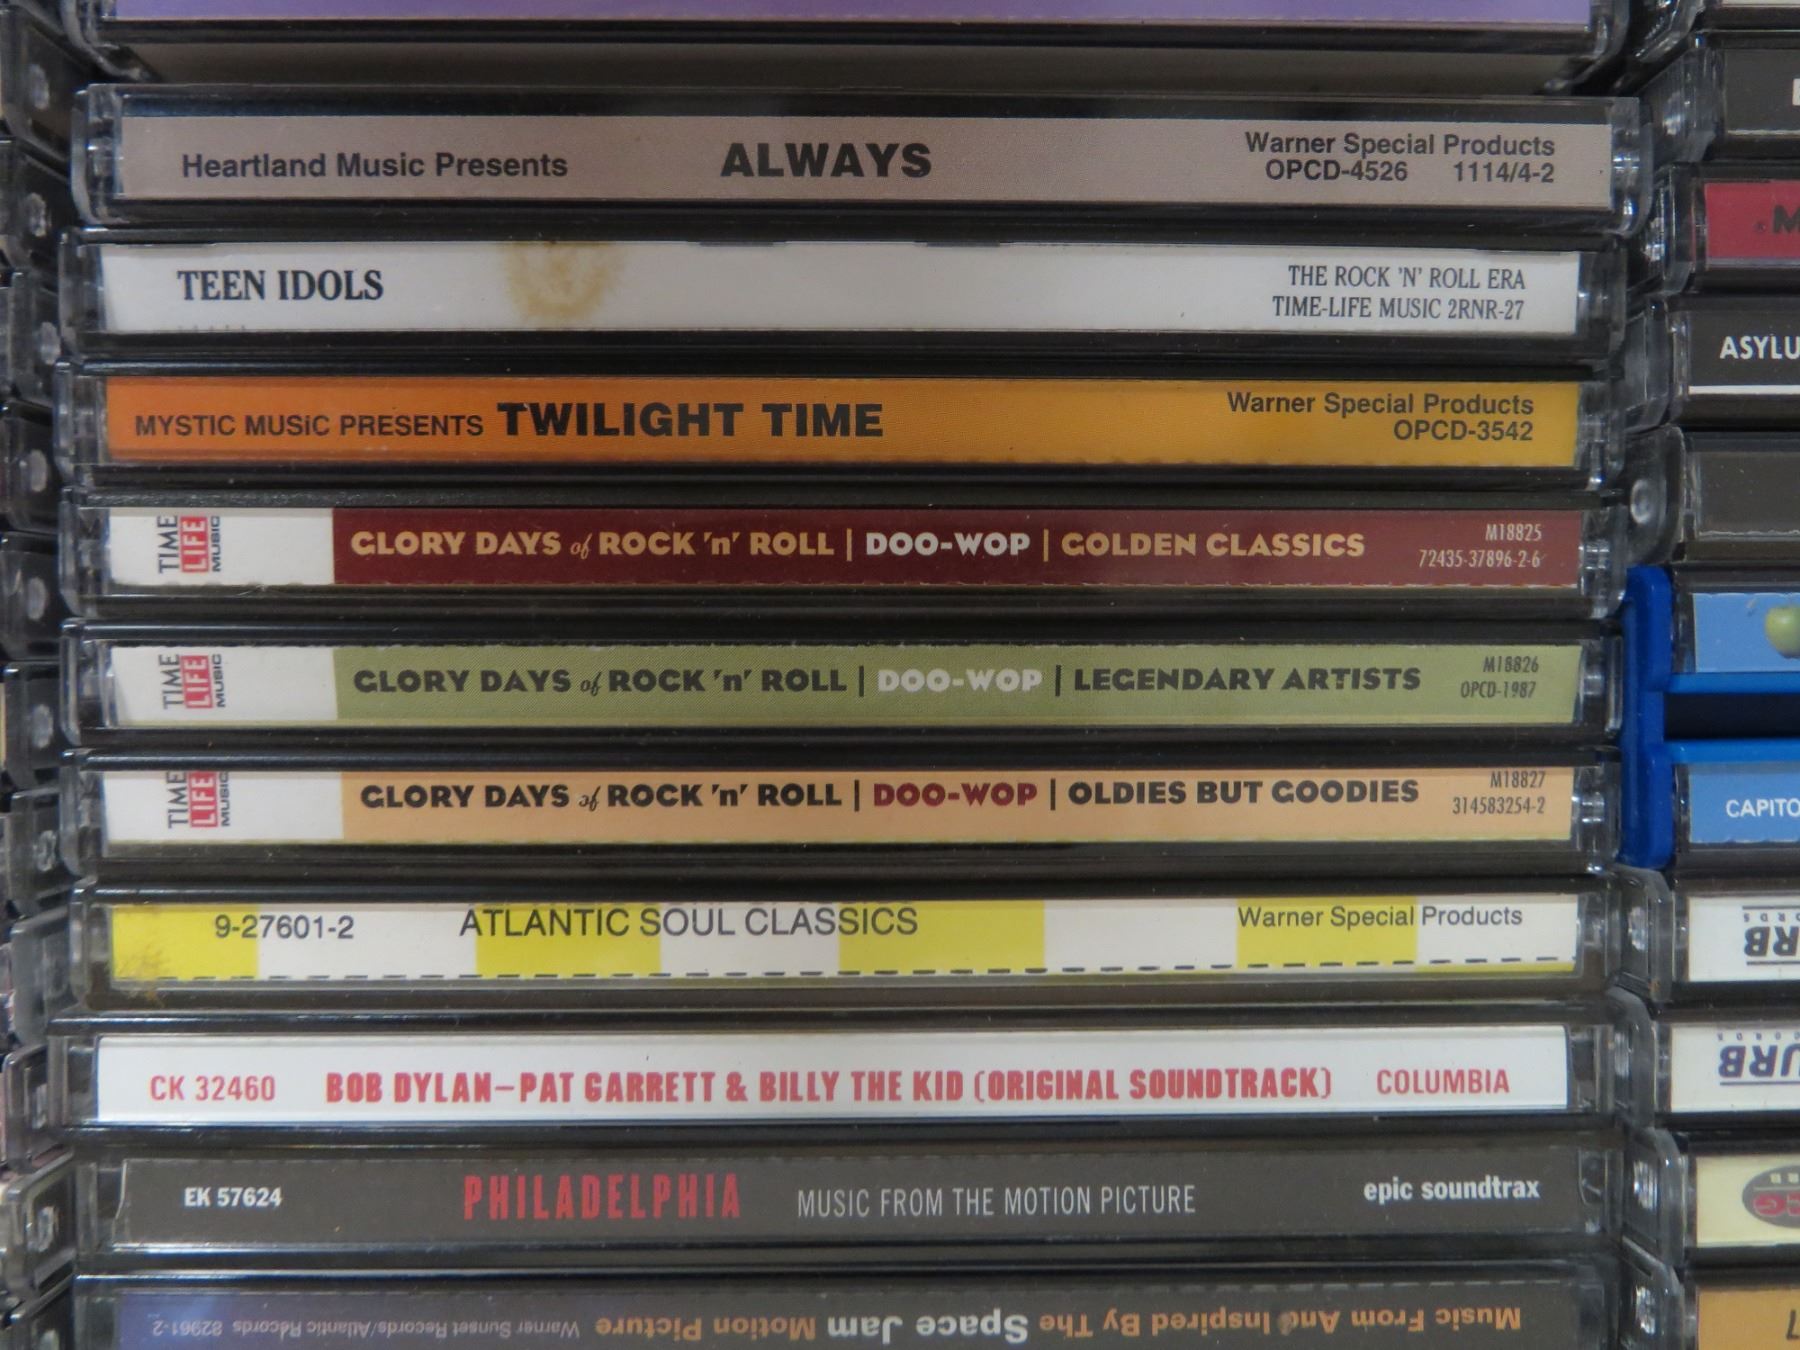 Heartland Music Presents ALWAYS Warner Special Products
OPCD-4526 1114/4-2
TEEN IDOLS THE ROCK 'N' ROLL ERA
TIME-LIFE MUSIC 2RNR-27
MYSTIC MUSIC PRESENTS TWILIGHT TIME Warner Special Products
OPCD-3542
TIME
LIFE
MUSIC
GLORY DAYS of ROCK 'n' ROLL | DOO-WOP | GOLDEN CLASSICS M18825
72435-37896-2-6
TIME
LIFE
MUSIC
GLORY DAYS of ROCK 'n' ROLL | DOO-WOP | LEGENDARY ARTISTS M18826
OPCD-1987
TIME
LIFE
MUSIC
GLORY DAYS of ROCK 'n' ROLL | DOO-WOP | OLDIES BUT GOODIES M18827
314583254-2
9-27601-2 ATLANTIC SOUL CLASSICS Warner Special Products
CK 32460 BOB DYLAN–PAT GARRETT & BILLY THE KID (ORIGINAL SOUNDTRACK) COLUMBIA
EK 57624 PHILADELPHIA MUSIC FROM THE MOTION PICTURE epic soundtrax
Music From And Inspired By The Space Jam Motion Picture Warner Sunset Records/Atlantic Records 82961-2
ASYLU
CAPITO
URB